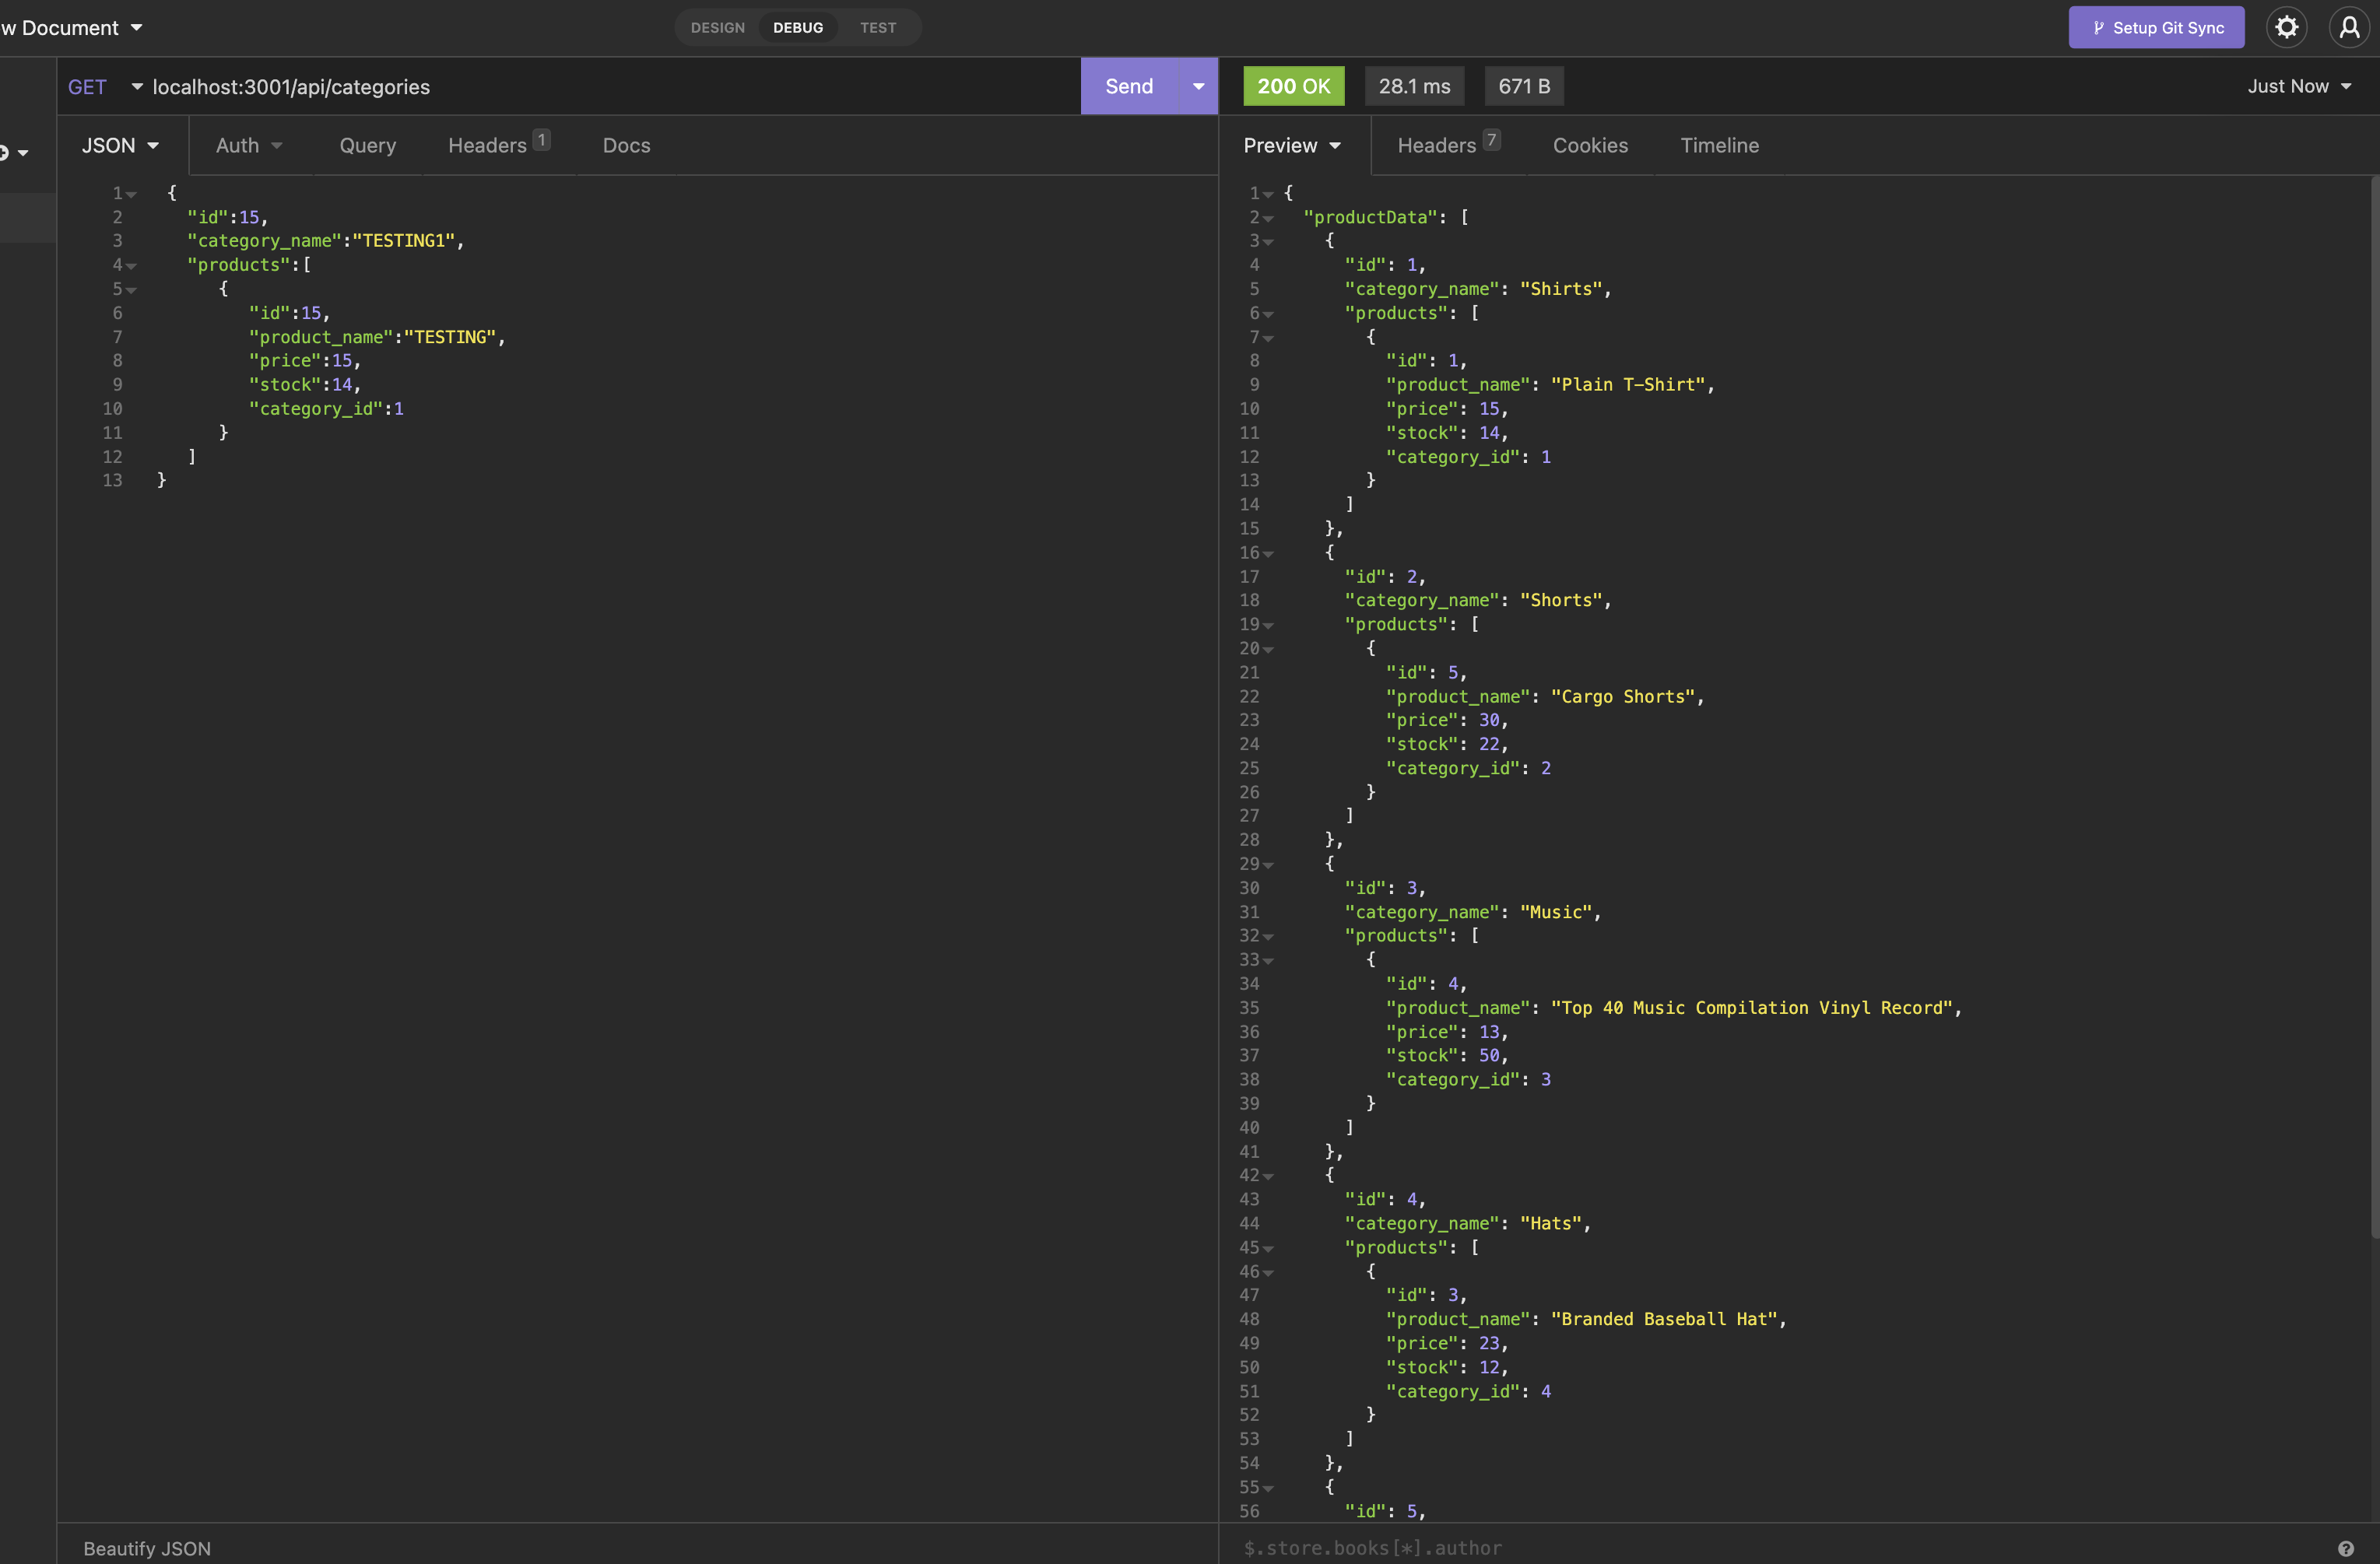 w Document
DESIGN DEBUG TEST
Setup Git Sync
GET localhost:3001/api/categories Send
200 OK 28.1 ms 671 B Just Now
JSON Auth Query Headers 1 Docs
1 {
2 "id":15,
3 "category_name":"TESTING1",
4 "products":[
5 {
6 "id":15,
7 "product_name":"TESTING",
8 "price":15,
9 "stock":14,
10 "category_id":1
11 }
12 ]
13 }
Beautify JSON
Preview Headers 7 Cookies Timeline
1 {
2 "productData": [
3 {
4 "id": 1,
5 "category_name": "Shirts",
6 "products": [
7 {
8 "id": 1,
9 "product_name": "Plain T-Shirt",
10 "price": 15,
11 "stock": 14,
12 "category_id": 1
13 }
14 ]
15 },
16 {
17 "id": 2,
18 "category_name": "Shorts",
19 "products": [
20 {
21 "id": 5,
22 "product_name": "Cargo Shorts",
23 "price": 30,
24 "stock": 22,
25 "category_id": 2
26 }
27 ]
28 },
29 {
30 "id": 3,
31 "category_name": "Music",
32 "products": [
33 {
34 "id": 4,
35 "product_name": "Top 40 Music Compilation Vinyl Record",
36 "price": 13,
37 "stock": 50,
38 "category_id": 3
39 }
40 ]
41 },
42 {
43 "id": 4,
44 "category_name": "Hats",
45 "products": [
46 {
47 "id": 3,
48 "product_name": "Branded Baseball Hat",
49 "price": 23,
50 "stock": 12,
51 "category_id": 4
52 }
53 ]
54 },
55 {
56 "id": 5,
$.store.books[*].author